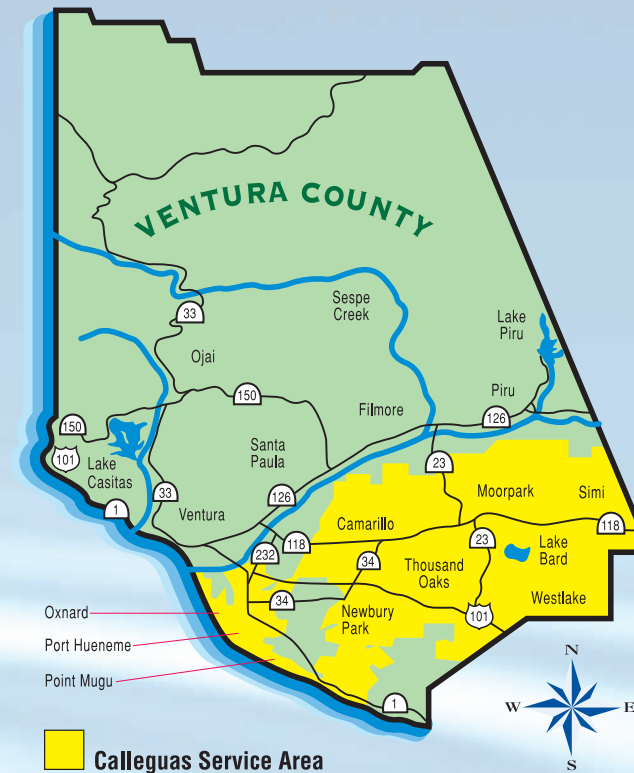 VENTURA COUNTY
Sespe
Creek
33
Lake
Piru
Ojai
150
Piru
Filmore
126
150
101
Lake
Casitas
Santa
Paula
23
33
126
Moorpark
Simi
1
Ventura
Camarillo
118
118
232
34
23
Thousand
Oaks
Lake
Bard
34
Newbury
Park
101
Westlake
Oxnard
Port Hueneme
Point Mugu
1
N
W
E
S
Calleguas Service Area